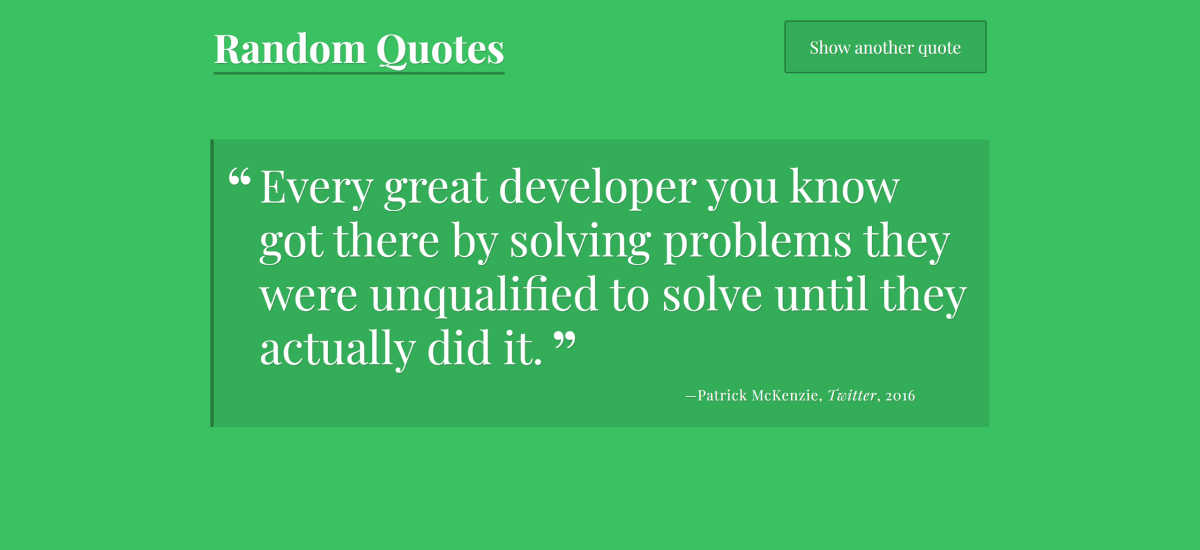 Random Quotes
Show another quote
“Every great developer you know
got there by solving problems they
were unqualified to solve until they
actually did it.”
—Patrick McKenzie, Twitter, 2016